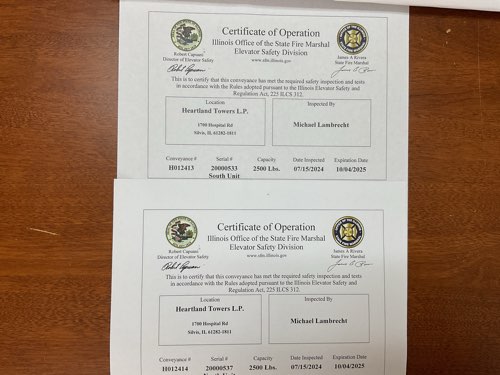 Certificate of Operation
Illinois Office of the State Fire Marshal
Elevator Safety Division
www.sfm.illinois.gov
Robert Capuani
Director of Elevator Safety
James A Rivera
State Fire Marshal
This is to certify that this conveyance has met the required safety inspection and tests
in accordance with the Rules adopted pursuant to the Illinois Elevator Safety and
Regulation Act, 225 ILCS 312.
Location
Heartland Towers L.P.
1700 Hospital Rd
Silvis, IL 61282-1811
Inspected By
Michael Lambrecht
Conveyance # Serial # Capacity Date Inspected Expiration Date
H012413 20000533 2500 Lbs. 07/15/2024 10/04/2025
South Unit
Certificate of Operation
Illinois Office of the State Fire Marshal
Elevator Safety Division
www.sfm.illinois.gov
Robert Capuani
Director of Elevator Safety
James A Rivera
State Fire Marshal
This is to certify that this conveyance has met the required safety inspection and tests
in accordance with the Rules adopted pursuant to the Illinois Elevator Safety and
Regulation Act, 225 ILCS 312.
Location
Heartland Towers L.P.
1700 Hospital Rd
Silvis, IL 61282-1811
Inspected By
Michael Lambrecht
Conveyance # Serial # Capacity Date Inspected Expiration Date
H012414 20000537 2500 Lbs. 07/15/2024 10/04/2025
North Unit